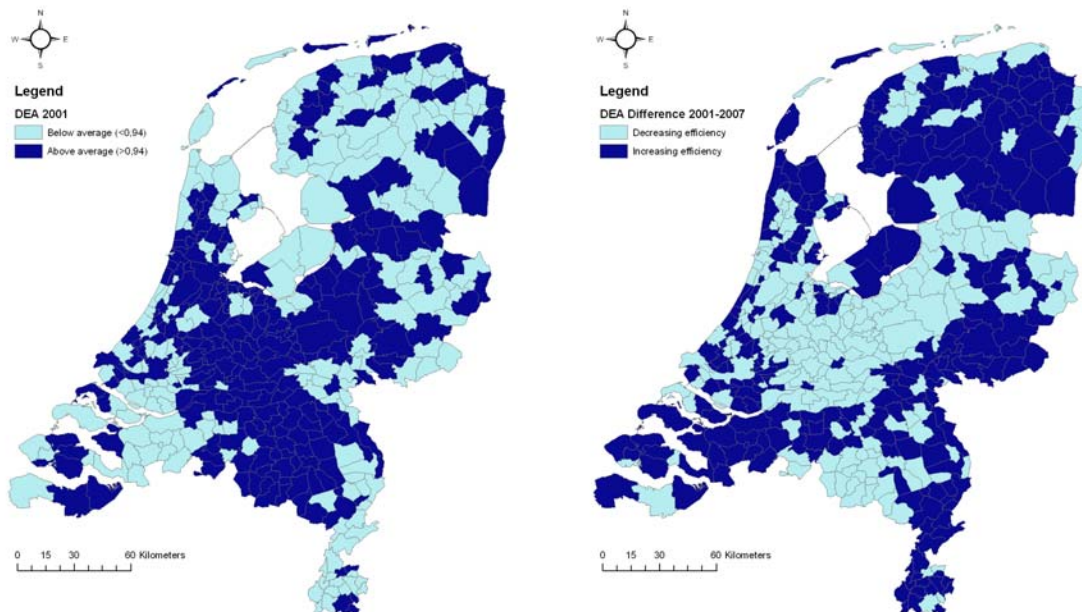 N
W E
S
Legend
DEA 2001
Below average (<0,94)
Above average (>0,94)
0 15 30 60 Kilometers
N
W E
S
Legend
DEA Difference 2001-2007
Decreasing efficiency
Increasing efficiency
0 15 30 60 Kilometers